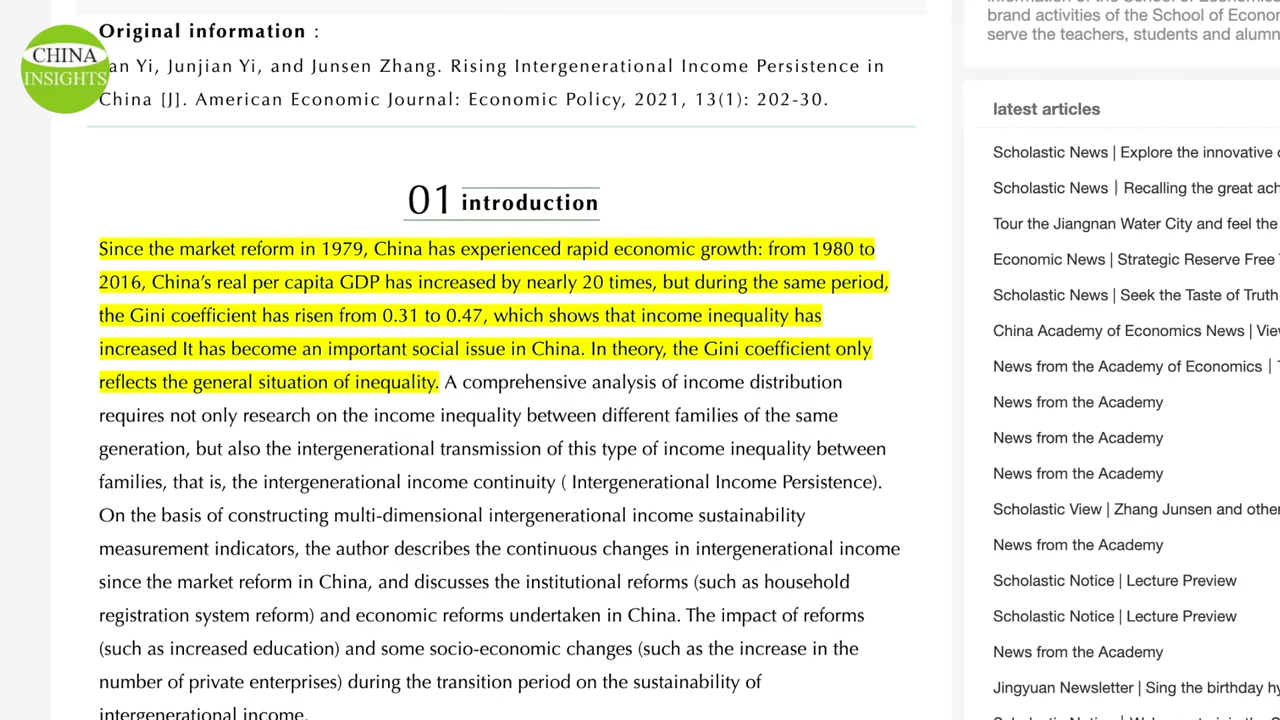 information of the School of Economics
brand activities of the School of Econor
serve the teachers, students and alumn
CHINA
INSIGHTS
Original information :
Yi, Junjian Yi, and Junsen Zhang. Rising Intergenerational Income Persistence in
China [J]. American Economic Journal: Economic Policy, 2021, 13(1): 202-30.
01 introduction
Since the market reform in 1979, China has experienced rapid economic growth: from 1980 to
2016, China's real per capita GDP has increased by nearly 20 times, but during the same period,
the Gini coefficient has risen from 0.31 to 0.47, which shows that income inequality has
increased It has become an important social issue in China. In theory, the Gini coefficient only
reflects the general situation of inequality. A comprehensive analysis of income distribution
requires not only research on the income inequality between different families of the same
generation, but also the intergenerational transmission of this type of income inequality between
families, that is, the intergenerational income continuity ( Intergenerational Income Persistence).
On the basis of constructing multi-dimensional intergenerational income sustainability
measurement indicators, the author describes the continuous changes in intergenerational income
since the market reform in China, and discusses the institutional reforms (such as household
registration system reform) and economic reforms undertaken in China. The impact of reforms
(such as increased education) and some socio-economic changes (such as the increase in the
number of private enterprises) during the transition period on the sustainability of
intergenerational income.
latest articles
Scholastic News | Explore the innovative
Scholastic News | Recalling the great
Tour the Jiangnan Water City and feel the
Economic News | Strategic Reserve Free
Scholastic News | Seek the Taste of Truth
China Academy of Economics News |
News from the Academy of Economics |
News from the Academy
News from the Academy
News from the Academy
Scholastic View | Zhang Junsen and
News from the Academy
Scholastic Notice | Lecture Preview
Scholastic Notice | Lecture Preview
News from the Academy
Jingyuan Newsletter | Sing the birthday